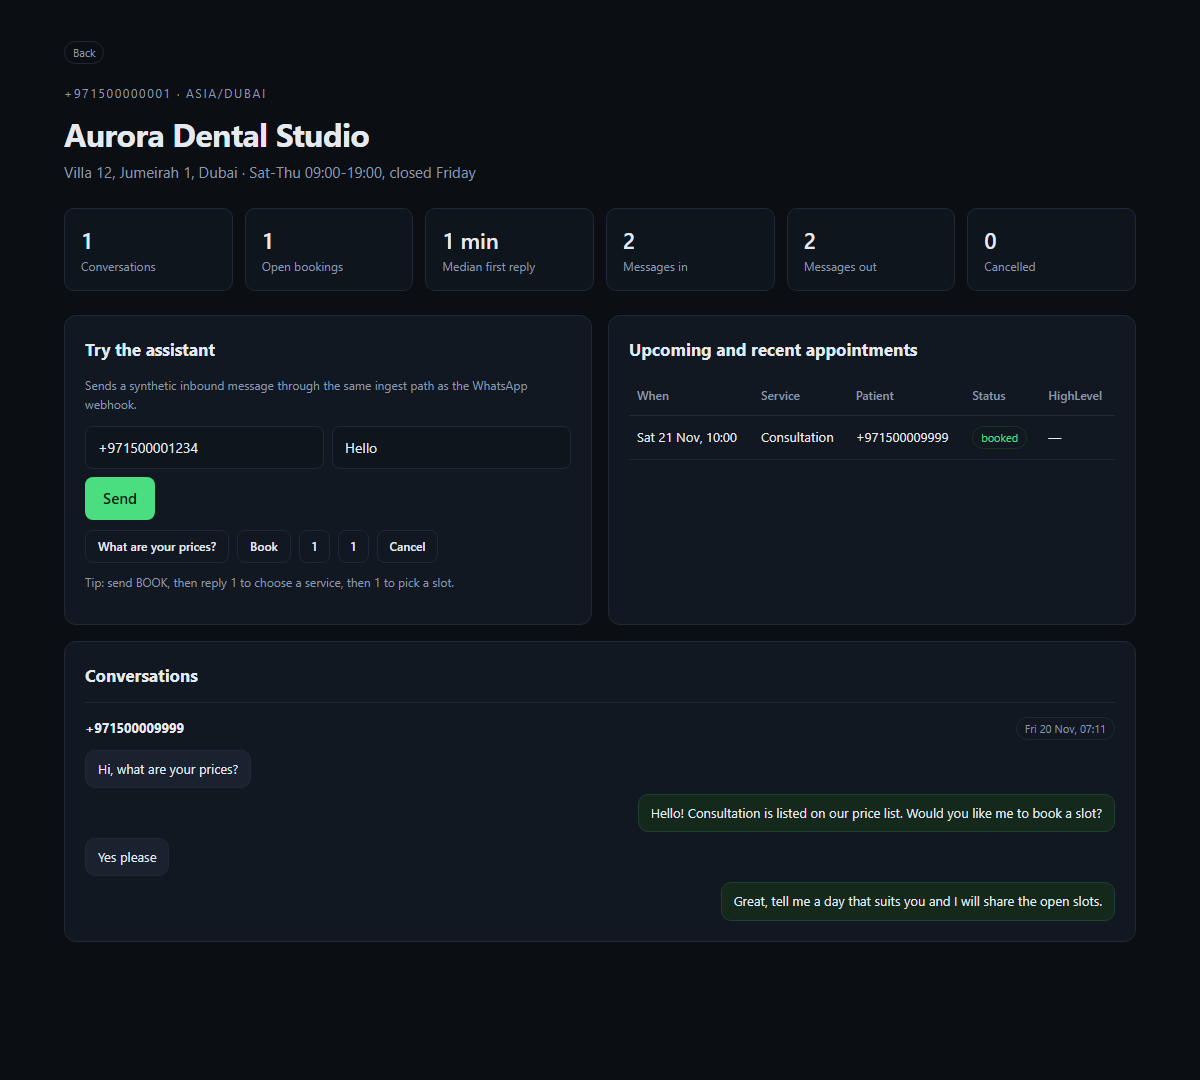 Back
+971500000001 · ASIA/DUBAI
Aurora Dental Studio
Villa 12, Jumeirah 1, Dubai · Sat-Thu 09:00-19:00, closed Friday
1
Conversations
1
Open bookings
1 min
Median first reply
2
Messages in
2
Messages out
0
Cancelled
Try the assistant
Sends a synthetic inbound message through the same ingest path as the WhatsApp
webhook.
+971500001234
Hello
Send
What are your prices?
Book
1
1
Cancel
Tip: send BOOK, then reply 1 to choose a service, then 1 to pick a slot.
Upcoming and recent appointments
When Service Patient Status HighLevel
Sat 21 Nov, 10:00 Consultation +971500009999 booked —
Conversations
+971500009999
Fri 20 Nov, 07:11
Hi, what are your prices?
Hello! Consultation is listed on our price list. Would you like me to book a slot?
Yes please
Great, tell me a day that suits you and I will share the open slots.